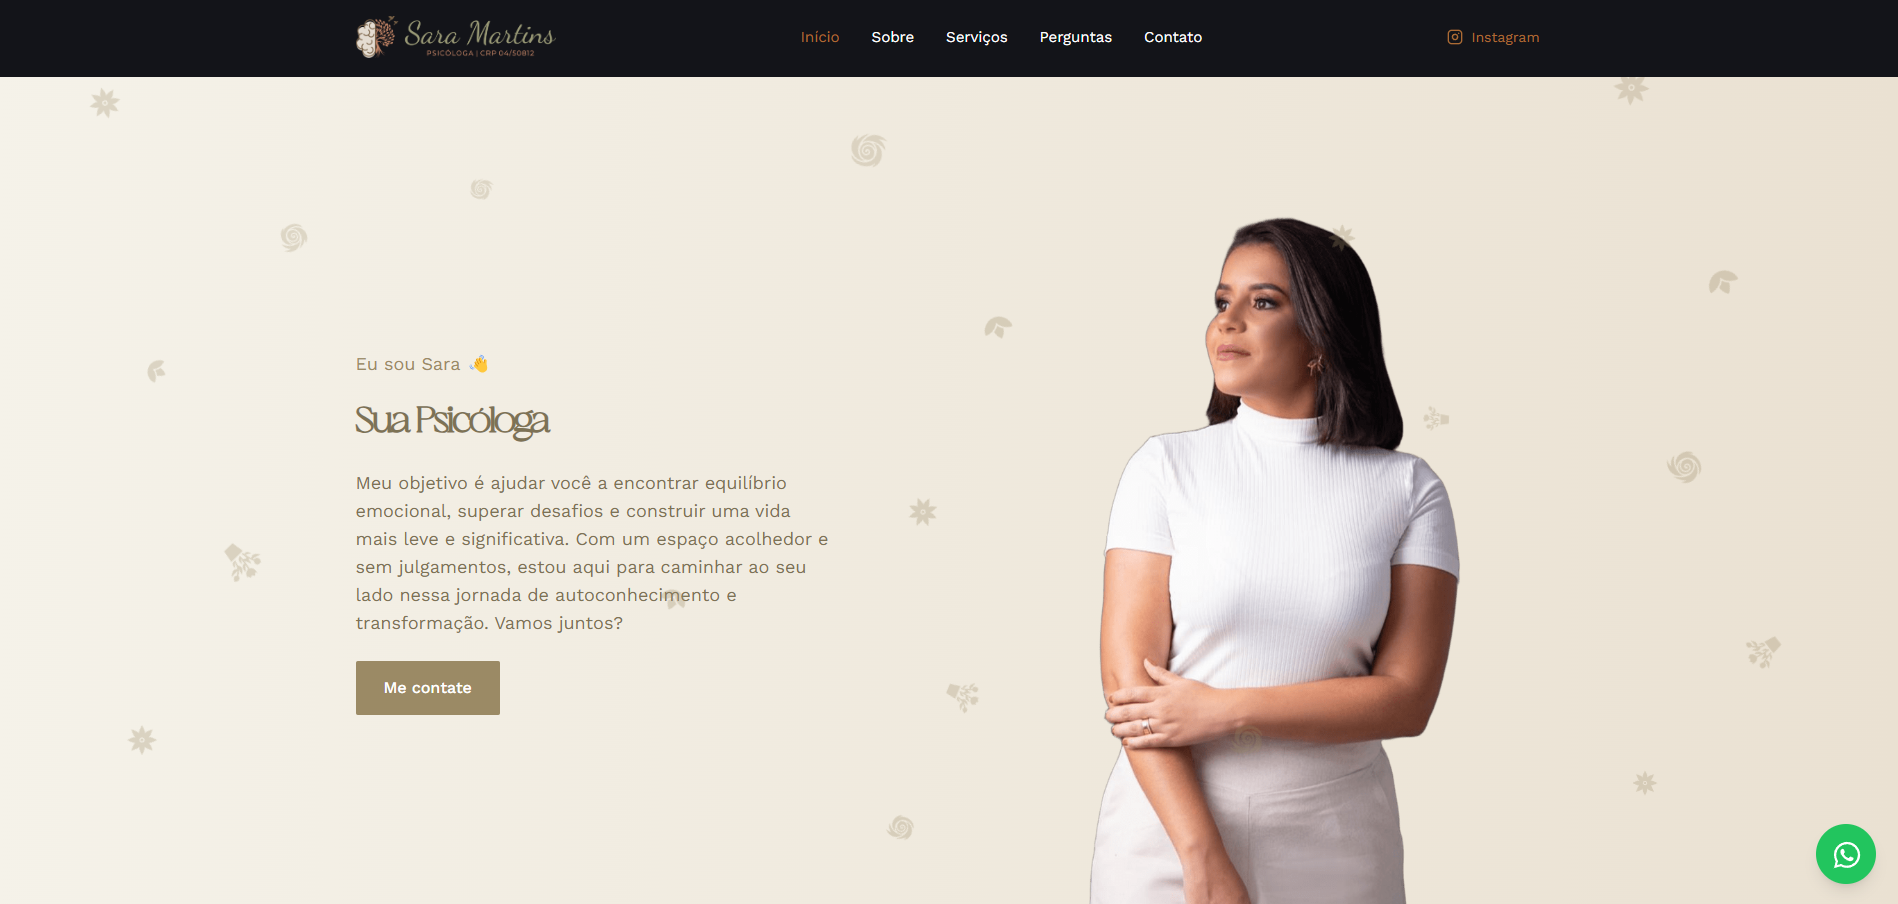 Sara Martins
PSICÓLOGA | CRP 04/50812
Início
Sobre
Serviços
Perguntas
Contato
Instagram
Eu sou Sara 👋
Sua Psicóloga
Meu objetivo é ajudar você a encontrar equilíbrio
emocional, superar desafios e construir uma vida
mais leve e significativa. Com um espaço acolhedor e
sem julgamentos, estou aqui para caminhar ao seu
lado nessa jornada de autoconhecimento e
transformação. Vamos juntos?
Me contate